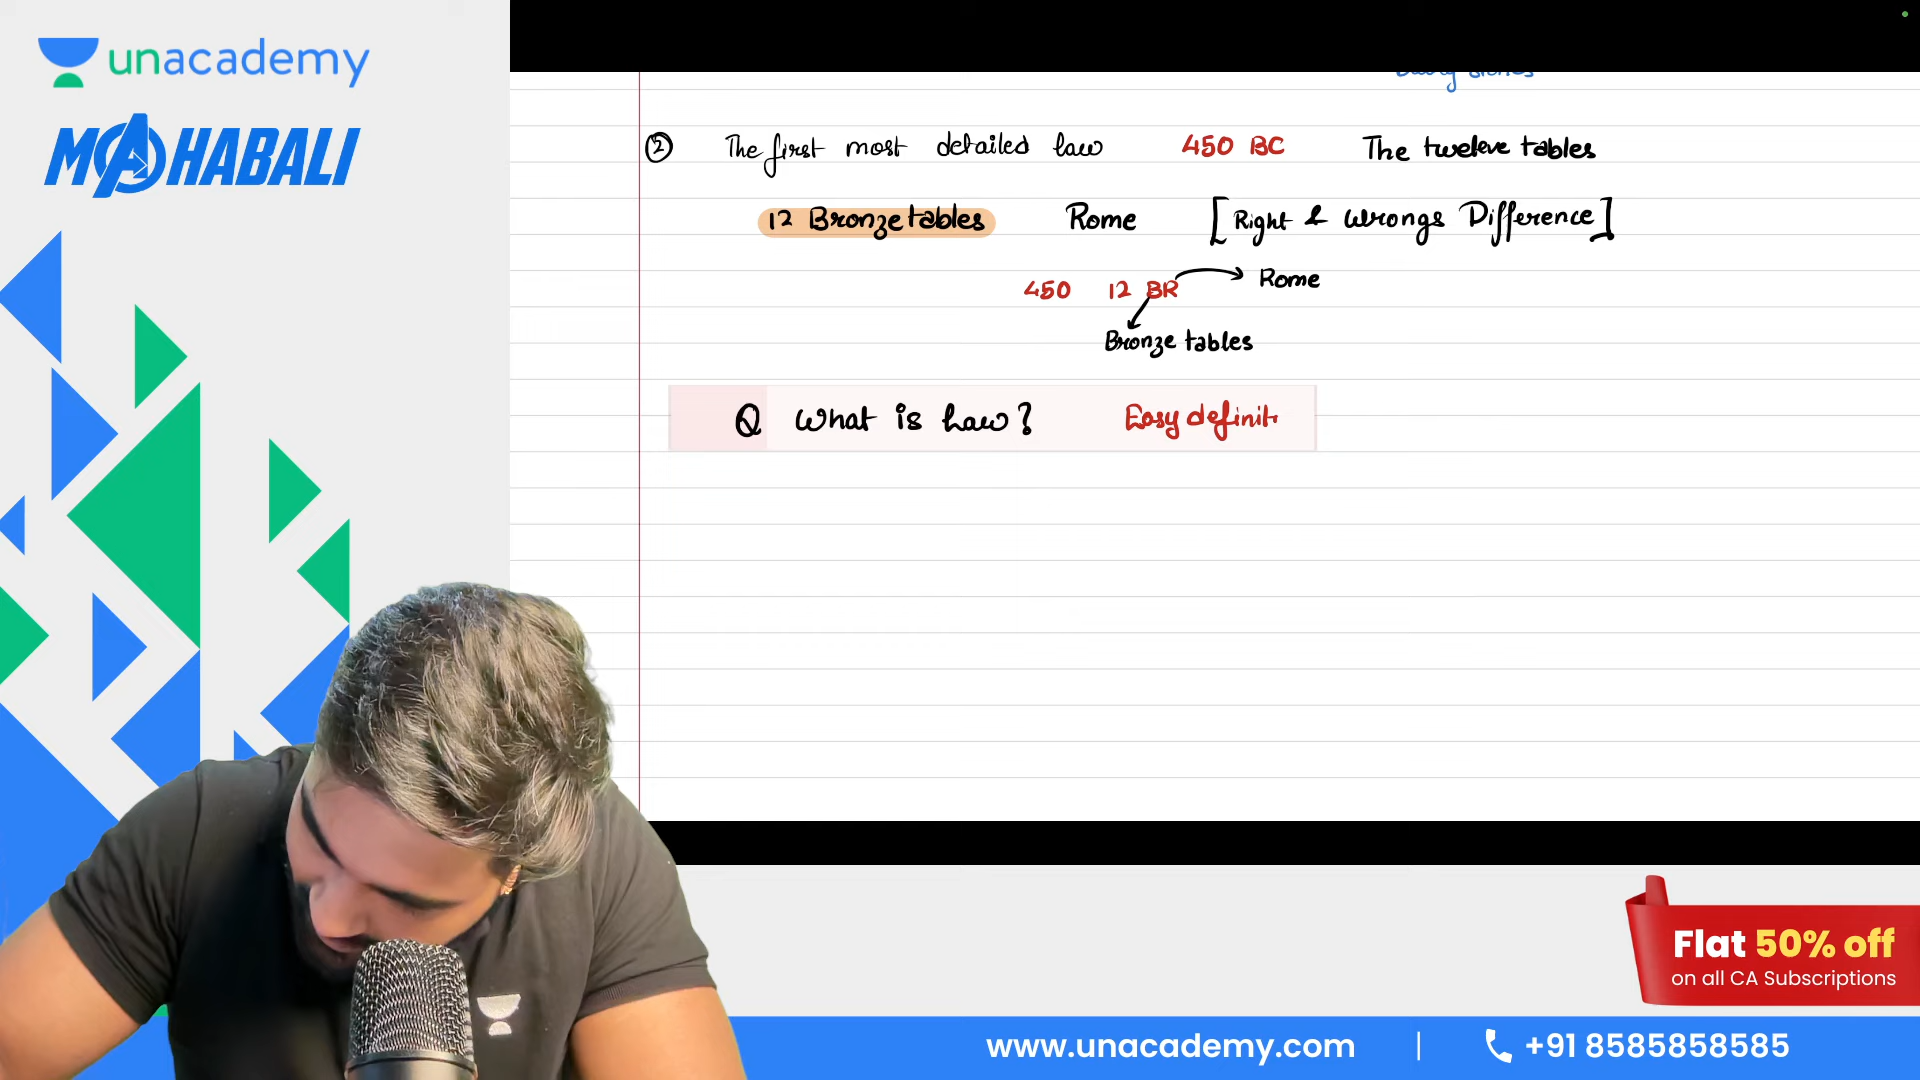 unacademy
MAHABALI
② The first most detailed law 450 BC The twelve tables
12 Bronze tables Rome [Right & wrongs Difference]
450 12 BR Rome
Bronze tables
Q What is Law? Easy definit
Flat 50% off
on all CA Subscriptions
www.unacademy.com | +91 8585858585